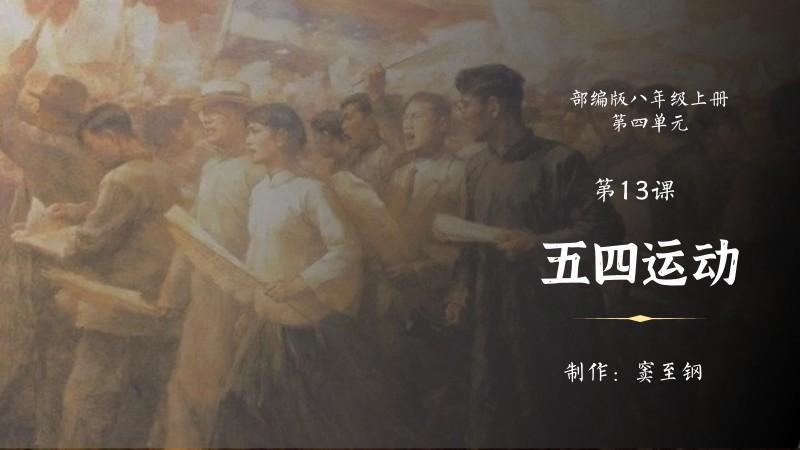 部编版八年级上册
第四单元
第13课
五四运动
制作：窦至钢